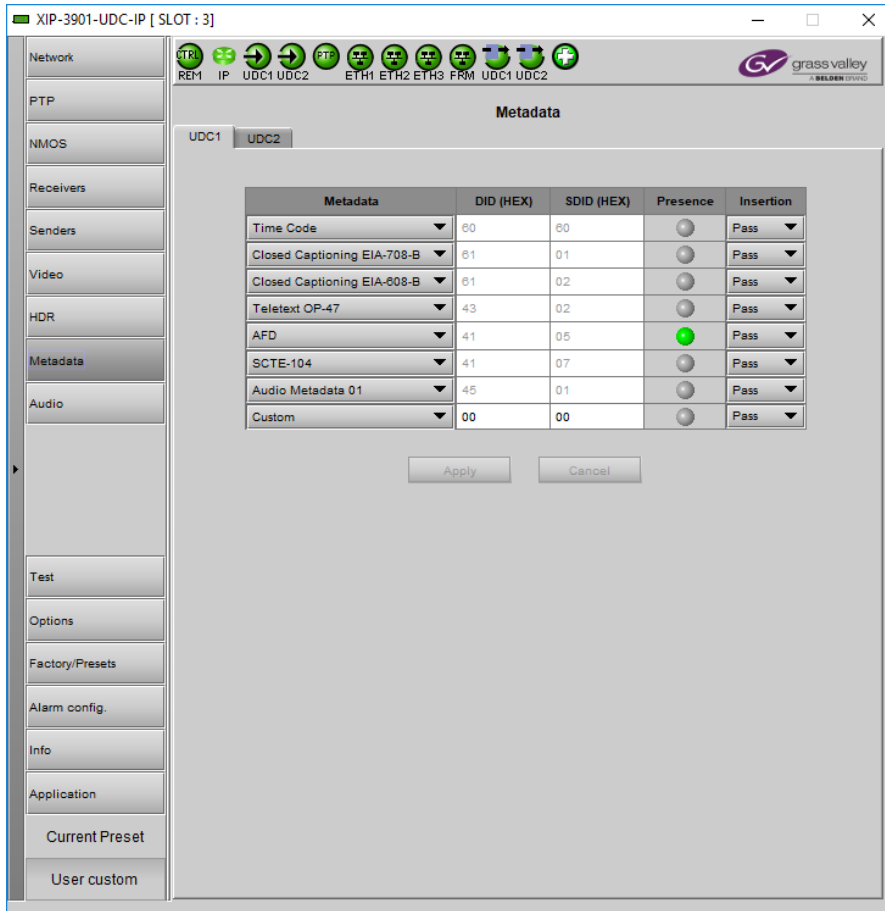 XIP-3901-UDC-IP [ SLOT : 3]
Network
PTP
NMOS
Receivers
Senders
Video
HDR
Metadata
Audio
Test
Options
Factory/Presets
Alarm config.
Info
Application
Current Preset
User custom
CTRL PTP
REM IP UDC1 UDC2 ETH1 ETH2 ETH3 FRM UDC1 UDC2
GV grass valley
A BELDEN BRAND
Metadata
UDC1 UDC2
Metadata DID (HEX) SDID (HEX) Presence Insertion
Time Code 60 60 Pass
Closed Captioning EIA-708-B 61 01 Pass
Closed Captioning EIA-608-B 61 02 Pass
Teletext OP-47 43 02 Pass
AFD 41 05 Pass
SCTE-104 41 07 Pass
Audio Metadata 01 45 01 Pass
Custom 00 00 Pass
Apply Cancel